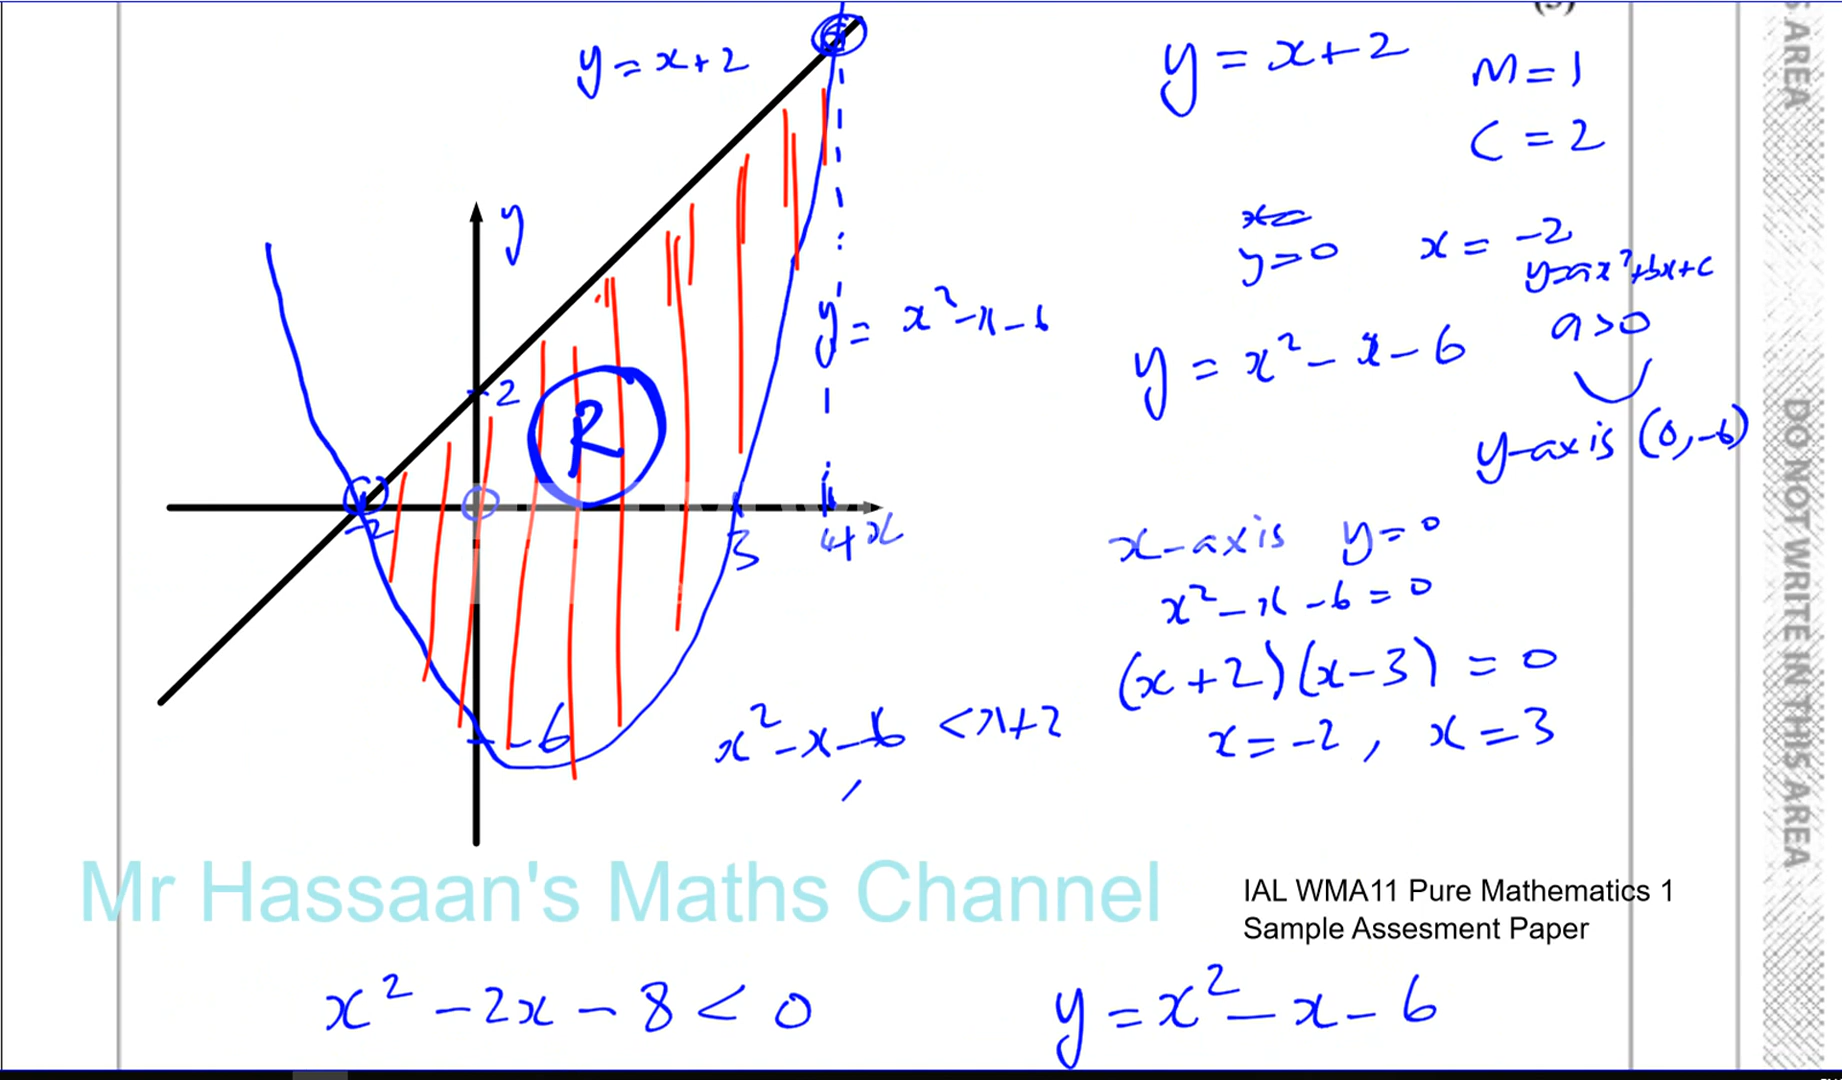 y = x+2
y
2
R
y = x²-x-6
-2
3
4
x
-6
x²-x-6 < x+2
y = x+2
M = 1
C = 2
y=0 x = -2
y=ax²+bx+c
a>0
y = x² - x - 6
y-axis (0,-6)
x-axis y=0
x² - x - 6 = 0
(x+2)(x-3) = 0
x = -2, x = 3
Mr Hassaan's Maths Channel
IAL WMA11 Pure Mathematics 1
Sample Assesment Paper
x² - 2x - 8 < 0
y = x² - x - 6
S AREA
DO NOT WRITE IN THIS AREA